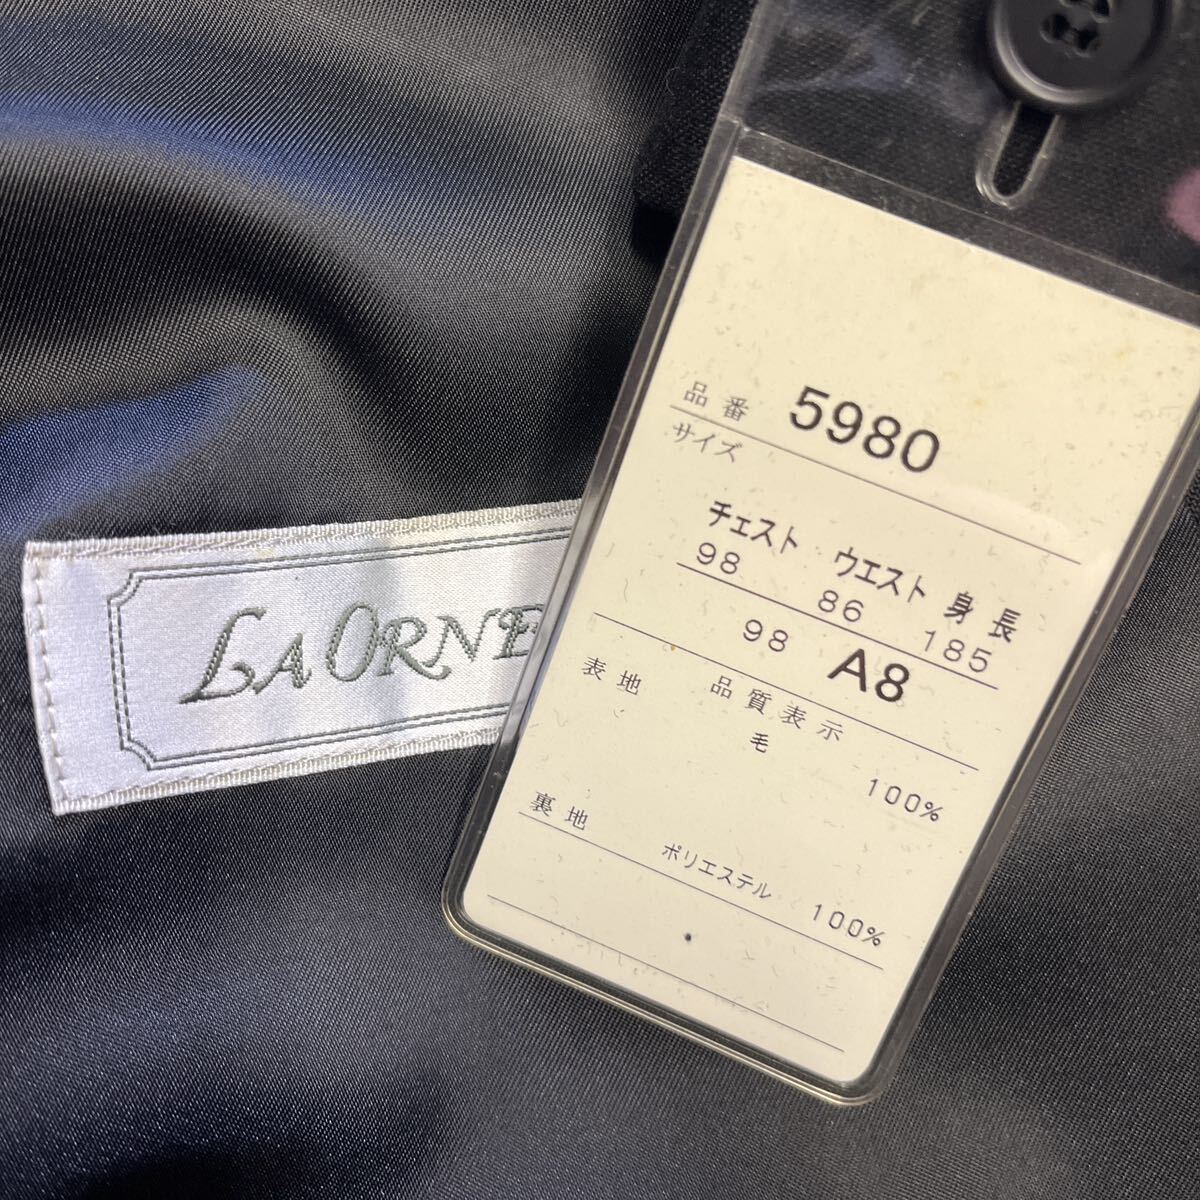 LA ORNE
品番 5980
サイズ
チェスト ウエスト 身長
98 86 185
98 A8
品質表示
表地 毛 100%
裏地 ポリエステル 100%